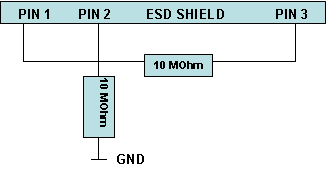 PIN 1 PIN 2 ESD SHIELD PIN 3
10 MOhm
10 MOhm
GND